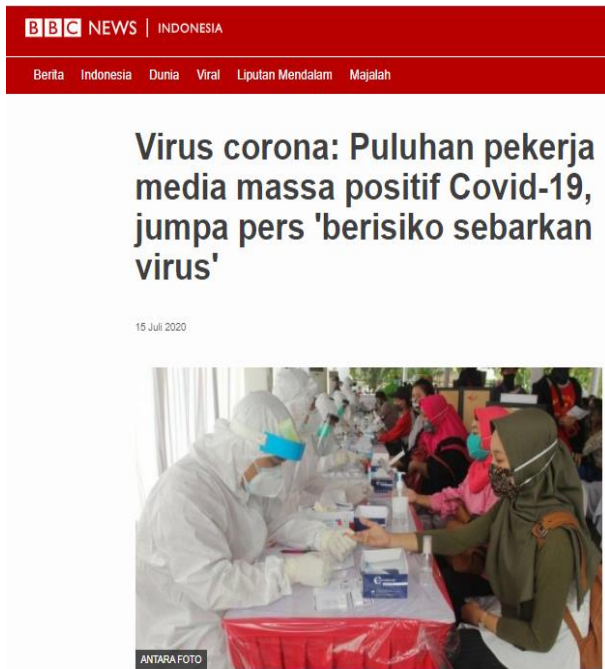 BBC NEWS | INDONESIA
Berita Indonesia Dunia Viral Liputan Mendalam Majalah
Virus corona: Puluhan pekerja
media massa positif Covid-19,
jumpa pers 'berisiko sebarkan
virus'
15 Juli 2020
ANTARA FOTO